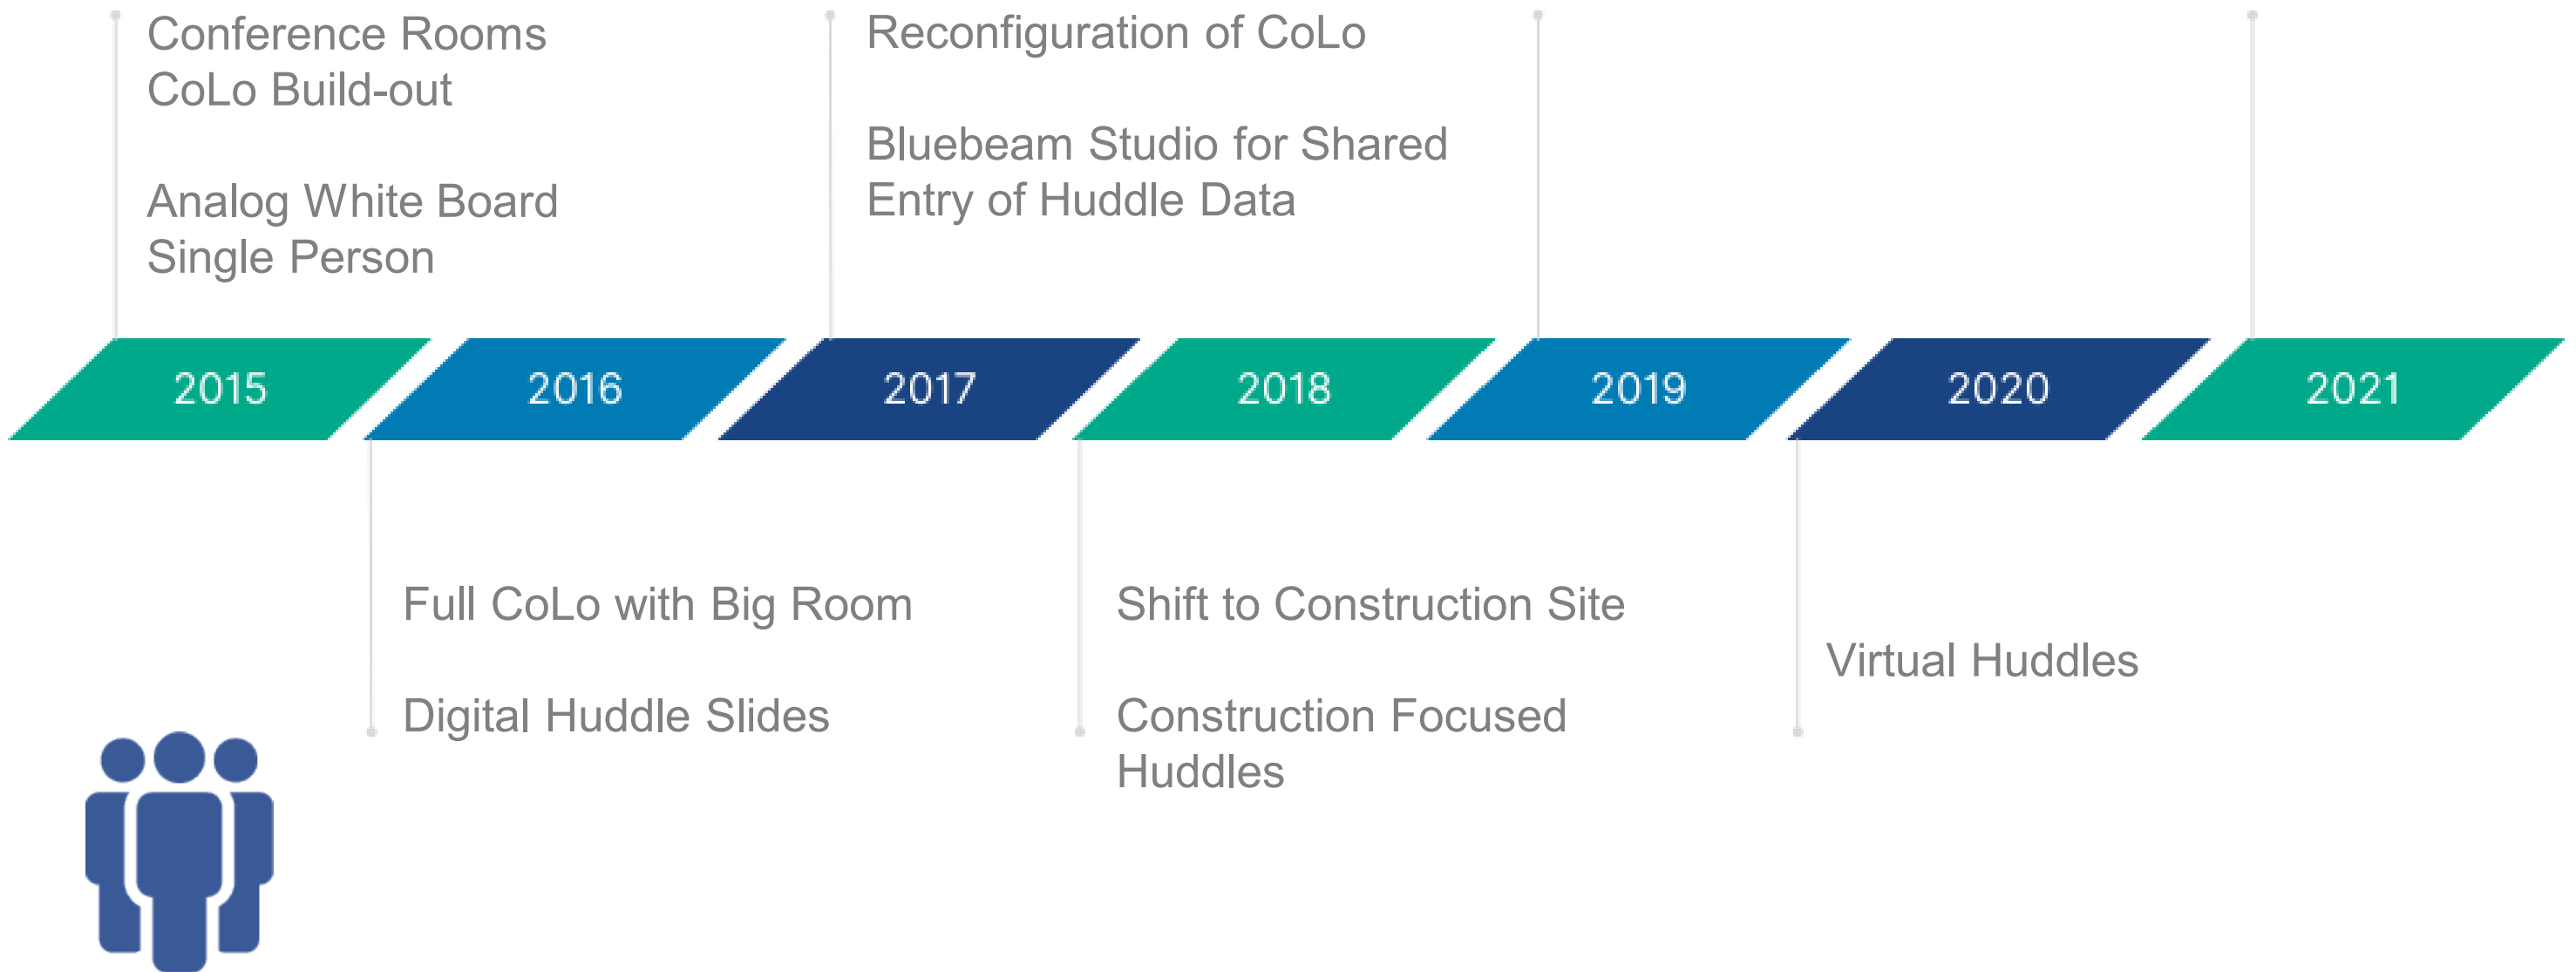 Conference Rooms
CoLo Build-out
Analog White Board
Single Person
Reconfiguration of CoLo
Bluebeam Studio for Shared
Entry of Huddle Data
2015
2016
2017
2018
2019
2020
2021
Full CoLo with Big Room
Digital Huddle Slides
Shift to Construction Site
Construction Focused
Huddles
Virtual Huddles